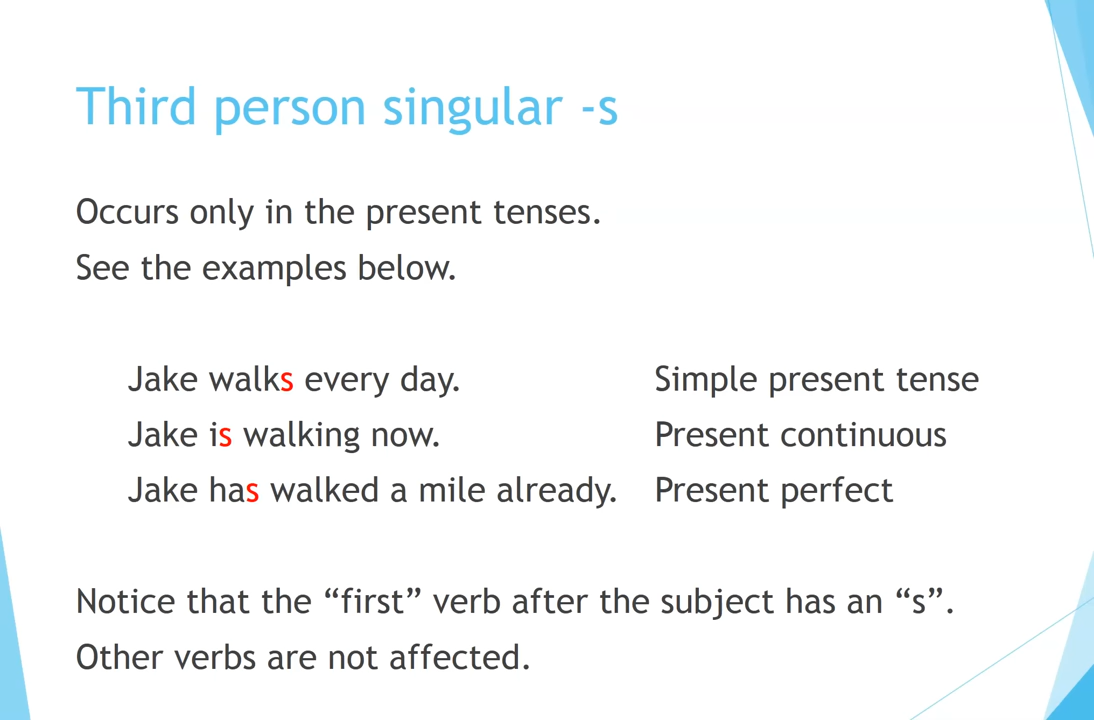 Third person singular -s
Occurs only in the present tenses.
See the examples below.
Jake walks every day. Simple present tense
Jake is walking now. Present continuous
Jake has walked a mile already. Present perfect
Notice that the “first” verb after the subject has an “s”.
Other verbs are not affected.